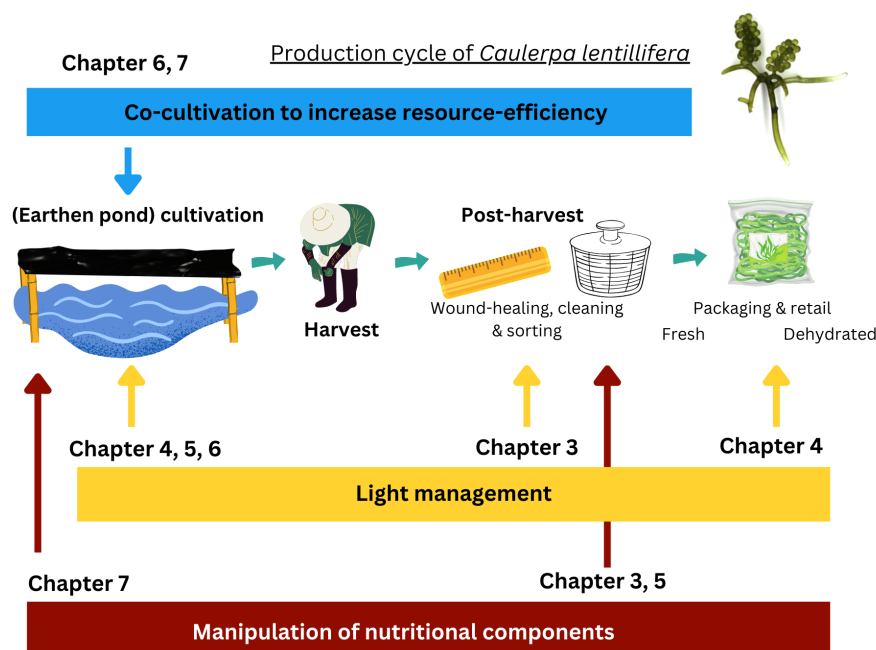 Production cycle of Caulerpa lentillifera
Chapter 6, 7
Co-cultivation to increase resource-efficiency
(Earthen pond) cultivation
Harvest
Post-harvest
Wound-healing, cleaning
& sorting
Packaging & retail
Fresh
Dehydrated
Chapter 4, 5, 6
Chapter 3
Chapter 4
Light management
Chapter 7
Chapter 3, 5
Manipulation of nutritional components